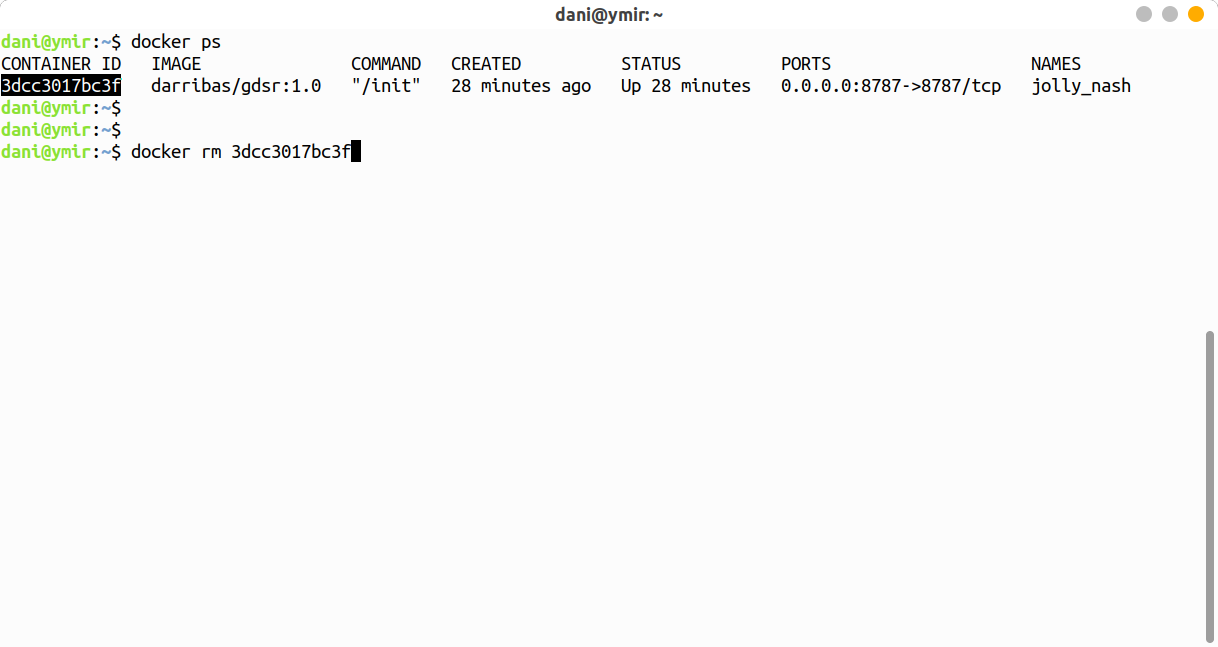 dani@ymir: ~
dani@ymir:~$ docker ps
CONTAINER ID   IMAGE               COMMAND   CREATED          STATUS          PORTS                    NAMES
3dcc3017bc3f   darribas/gdsr:1.0   "/init"   28 minutes ago   Up 28 minutes   0.0.0.0:8787->8787/tcp   jolly_nash
dani@ymir:~$
dani@ymir:~$
dani@ymir:~$ docker rm 3dcc3017bc3f